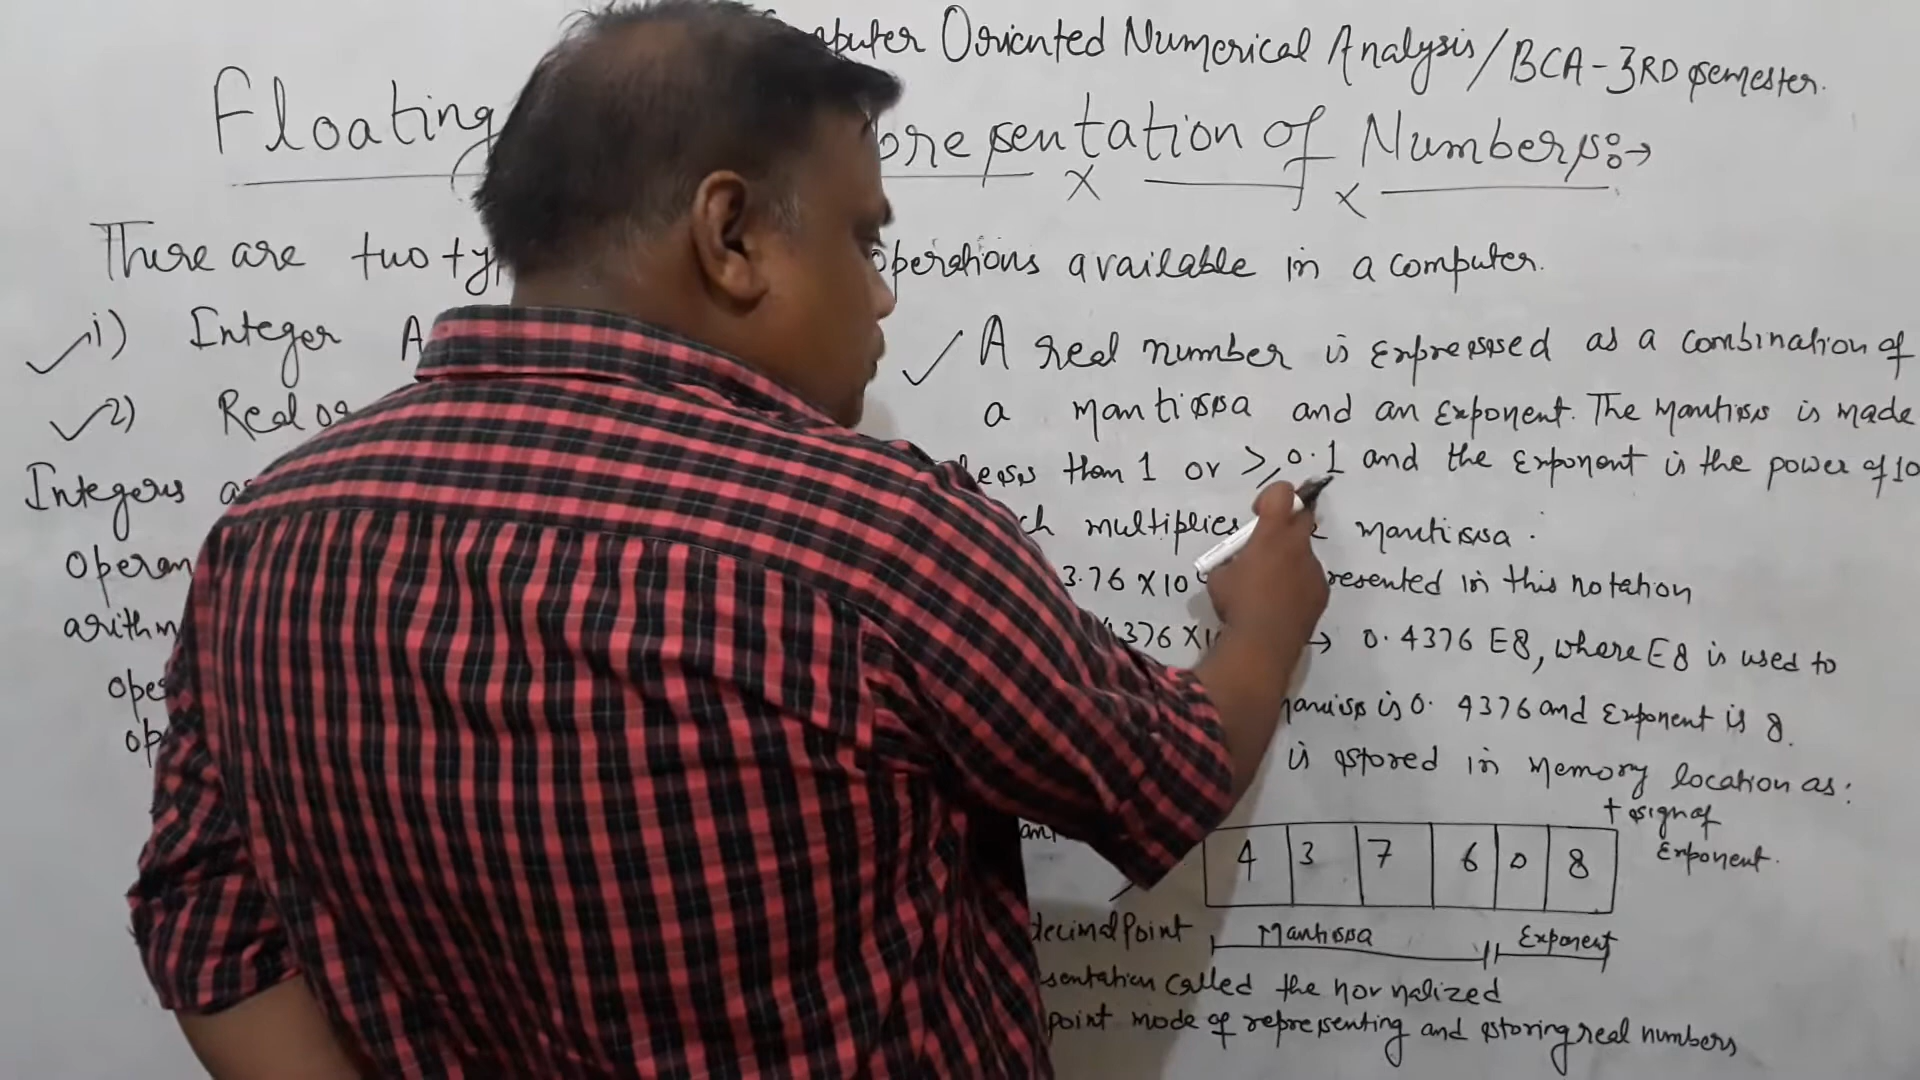 Oriented Numerical Analysis/BCA-3RD semester.
Floating presentation of Numbers:→
There are two operations available in a computer.
1) Integer A
2) Real or
Integers
operan
arithm
ope
op
A real number is expressed as a combination of
a mantissa and an exponent. The mantissa is made
less than 1 or ≥ 0.1 and the exponent is the power of 10
ch multiplies mantissa.
3.76 x 10 resented in this notation
4376 x → 0.4376 E8, where E8 is used to
is 0.4376 and Exponent is 8.
is stored in memory location as:
+ sign of
Exponent.
4 3 7 6 0 8
decimal Point Mantissa Exponent
sentation called the normalized
point mode of representing and storing real numbers